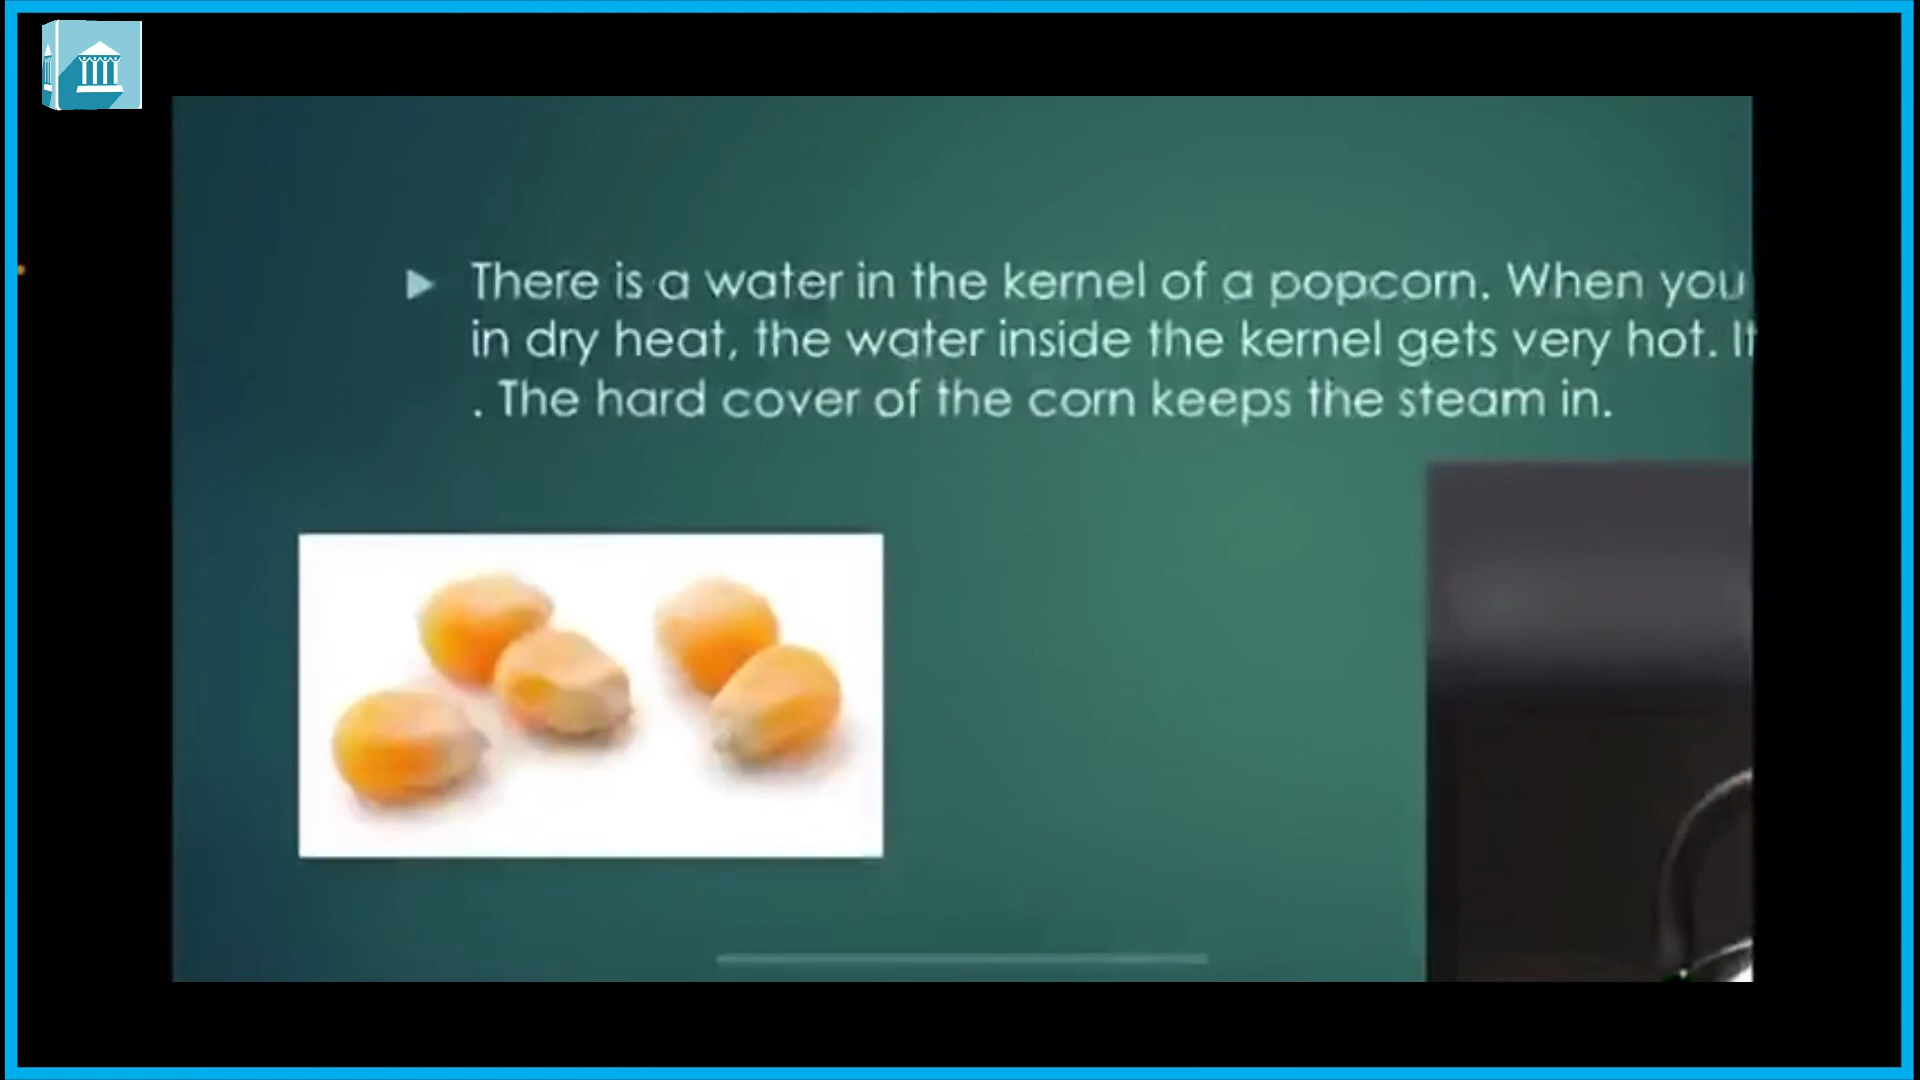 There is a water in the kernel of a popcorn. When you
in dry heat, the water inside the kernel gets very hot. It
. The hard cover of the corn keeps the steam in.